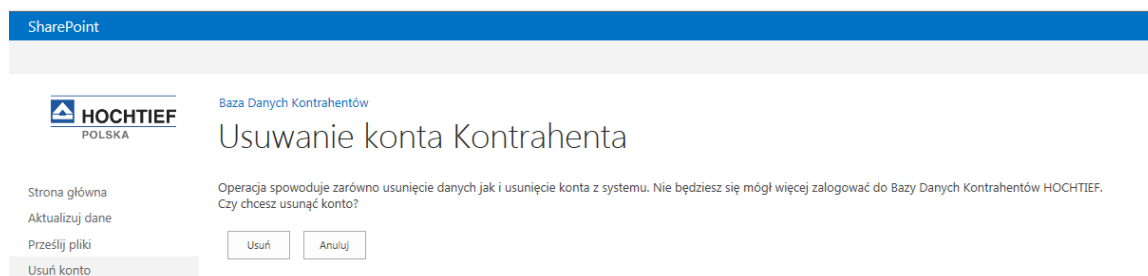 SharePoint
HOCHTIEF
POLSKA
Baza Danych Kontrahentów
Usuwanie konta Kontrahenta
Strona główna
Aktualizuj dane
Prześlij pliki
Usuń konto
Operacja spowoduje zarówno usunięcie danych jak i usunięcie konta z systemu. Nie będziesz się mógł więcej zalogować do Bazy Danych Kontrahentów HOCHTIEF.
Czy chcesz usunąć konto?
Usuń
Anuluj